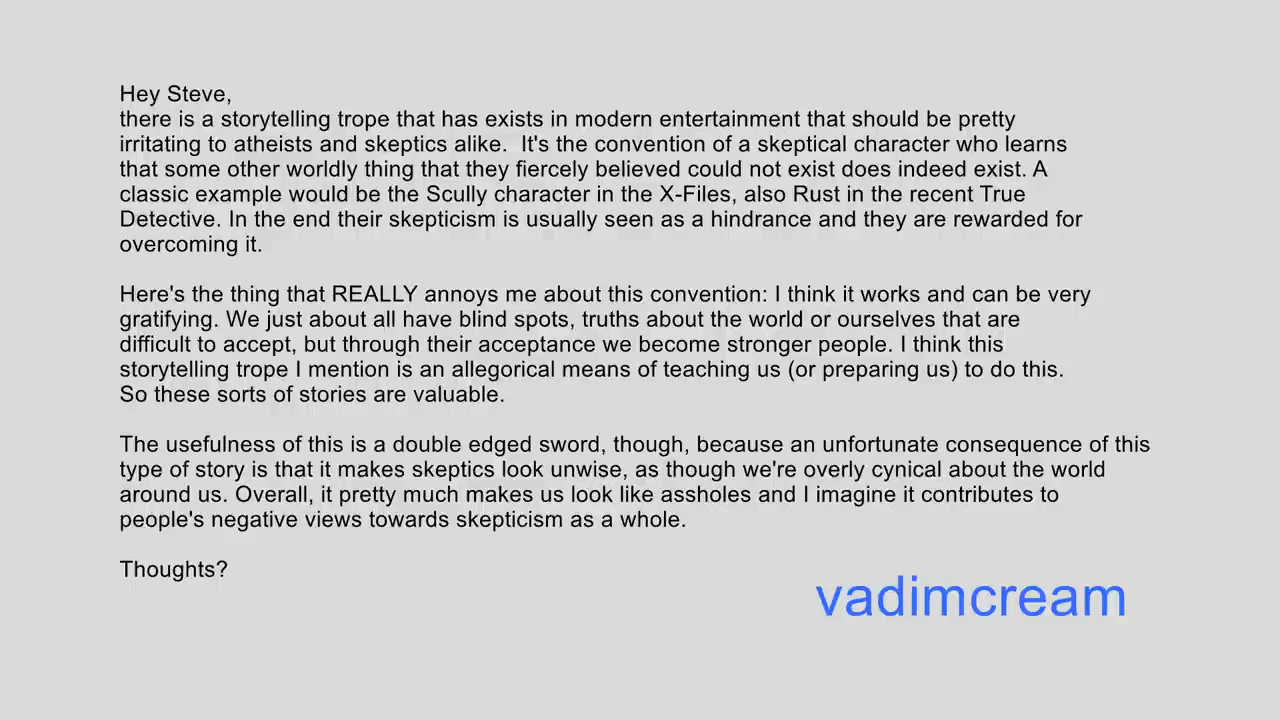 Hey Steve,
there is a storytelling trope that has exists in modern entertainment that should be pretty
irritating to atheists and skeptics alike.  It's the convention of a skeptical character who learns
that some other worldly thing that they fiercely believed could not exist does indeed exist. A
classic example would be the Scully character in the X-Files, also Rust in the recent True
Detective. In the end their skepticism is usually seen as a hindrance and they are rewarded for
overcoming it.
Here's the thing that REALLY annoys me about this convention: I think it works and can be very
gratifying. We just about all have blind spots, truths about the world or ourselves that are
difficult to accept, but through their acceptance we become stronger people. I think this
storytelling trope I mention is an allegorical means of teaching us (or preparing us) to do this.
So these sorts of stories are valuable.
The usefulness of this is a double edged sword, though, because an unfortunate consequence of this
type of story is that it makes skeptics look unwise, as though we're overly cynical about the world
around us. Overall, it pretty much makes us look like assholes and I imagine it contributes to
people's negative views towards skepticism as a whole.
Thoughts?
vadimcream